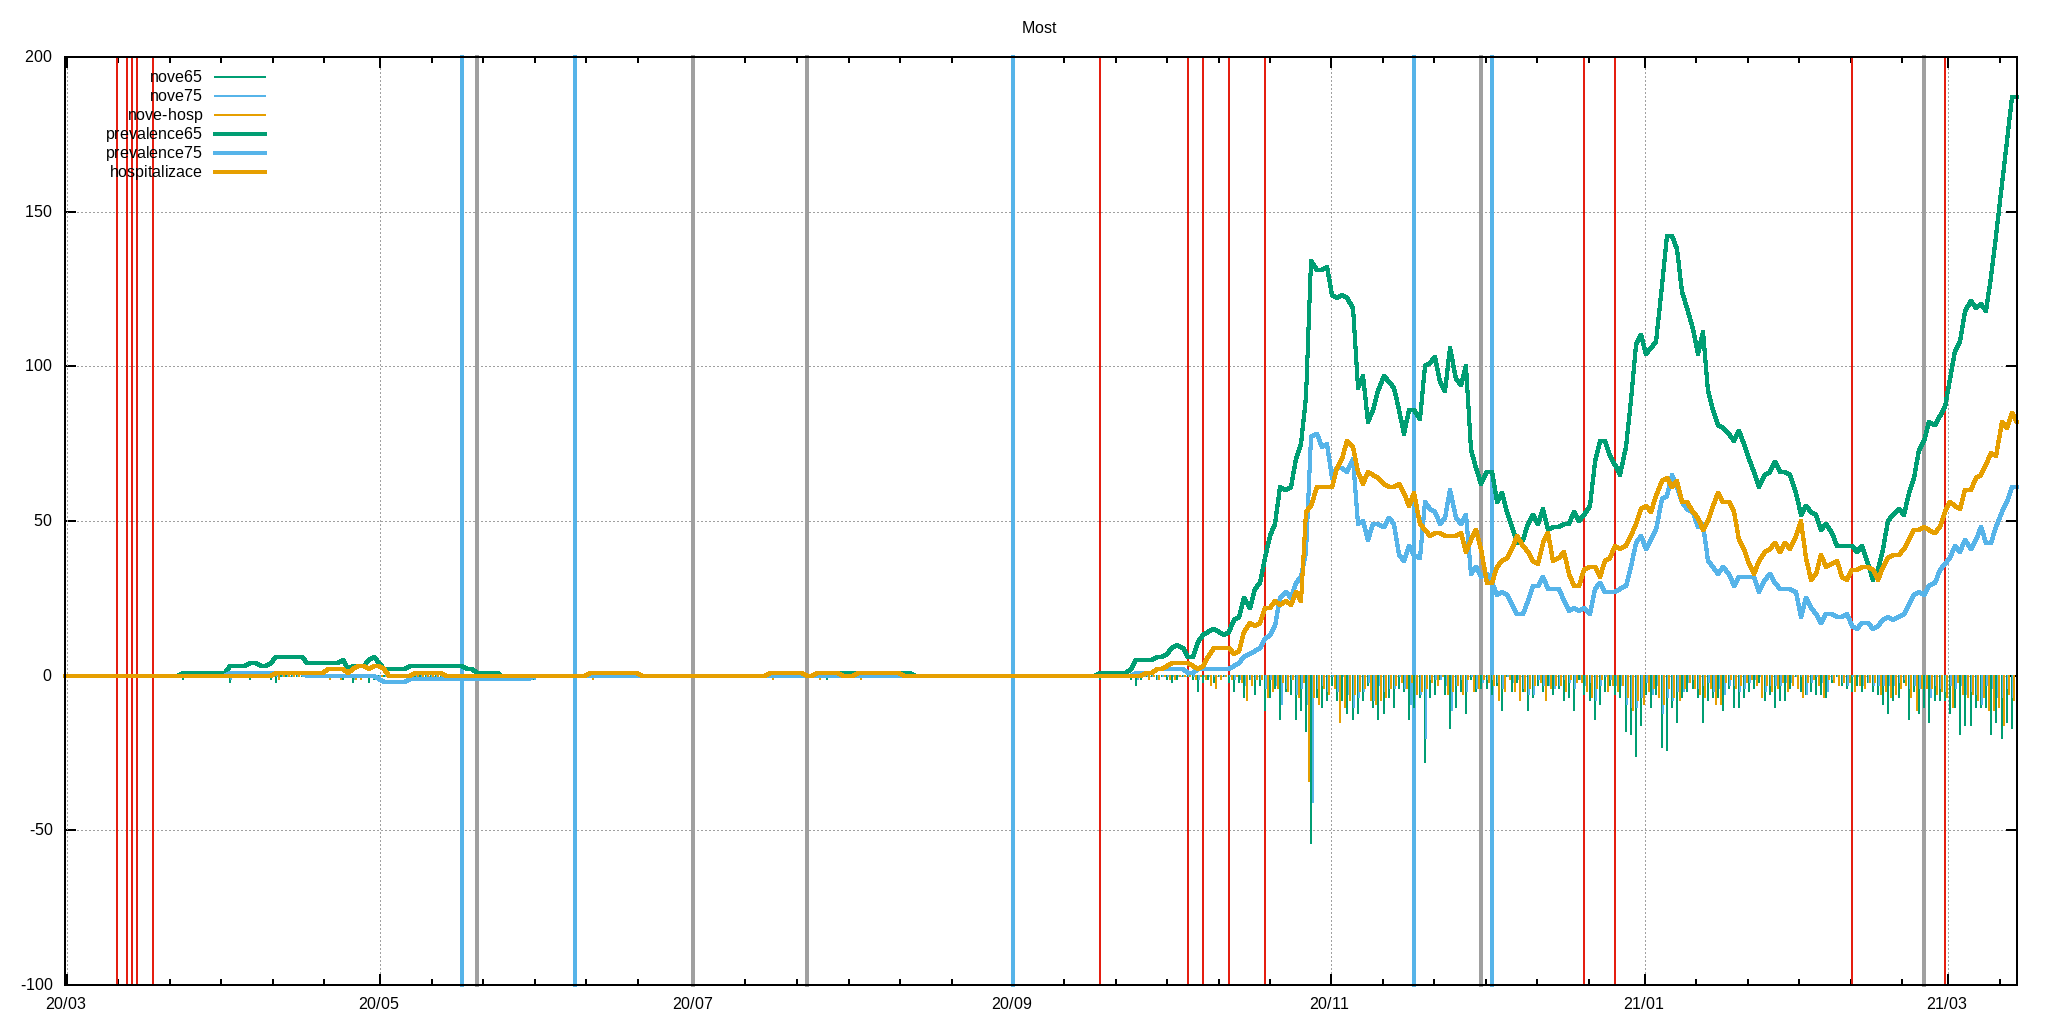 Most
200
150
100
50
0
-50
-100
nove65
nove75
nove-hosp
prevalence65
prevalence75
hospitalizace
20/03 20/05 20/07 20/09 20/11 21/01 21/03